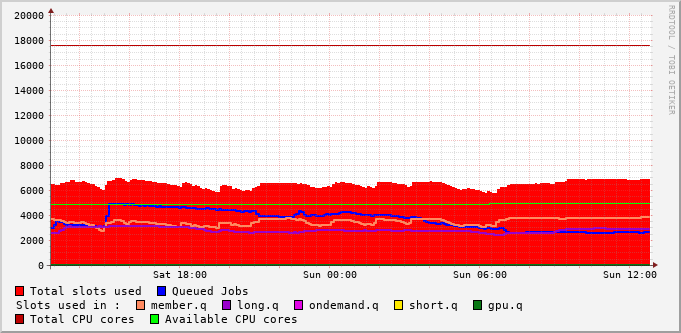 RRDTOOL / TOBI OETIKER
20000
18000
16000
14000
12000
10000
8000
6000
4000
2000
0
Sat 18:00 Sun 00:00 Sun 06:00 Sun 12:00
Total slots used Queued Jobs
Slots used in : member.q long.q ondemand.q short.q gpu.q
Total CPU cores Available CPU cores